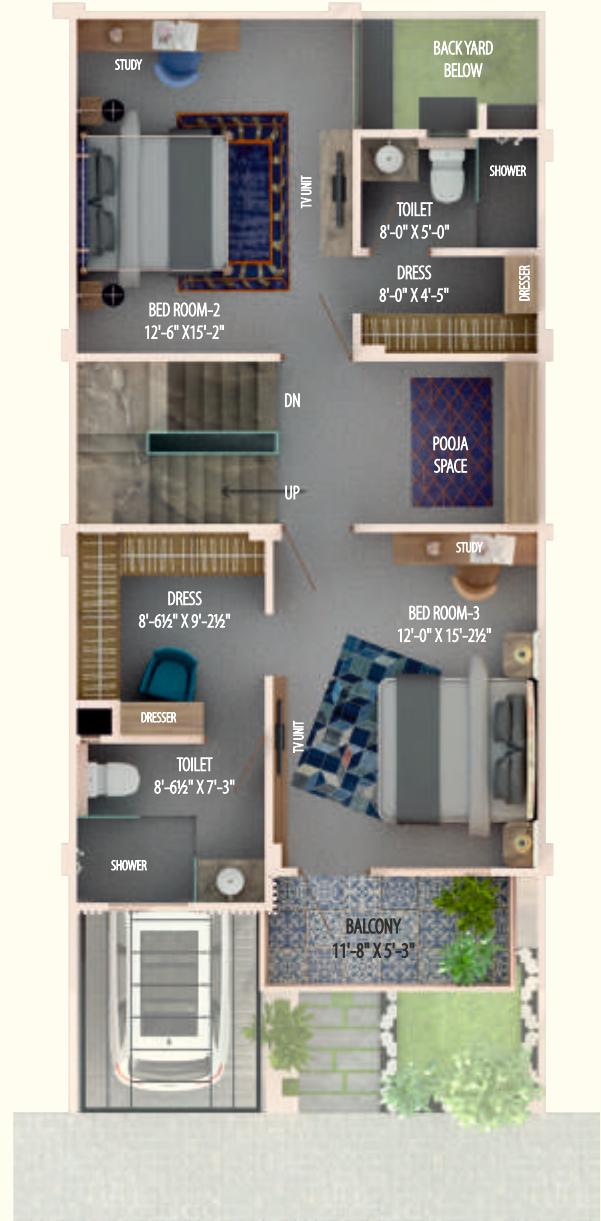 STUDY
BACK YARD
BELOW
SHOWER
TV UNIT
TOILET
8'-0" X 5'-0"
DRESS
8'-0" X 4'-5"
DRESSER
BED ROOM-2
12'-6" X15'-2"
DN
POOJA
SPACE
UP
STUDY
DRESS
8'-6½" X 9'-2½"
BED ROOM-3
12'-0" X 15'-2½"
DRESSER
TV UNIT
TOILET
8'-6½" X 7'-3"
SHOWER
BALCONY
11'-8" X 5'-3"